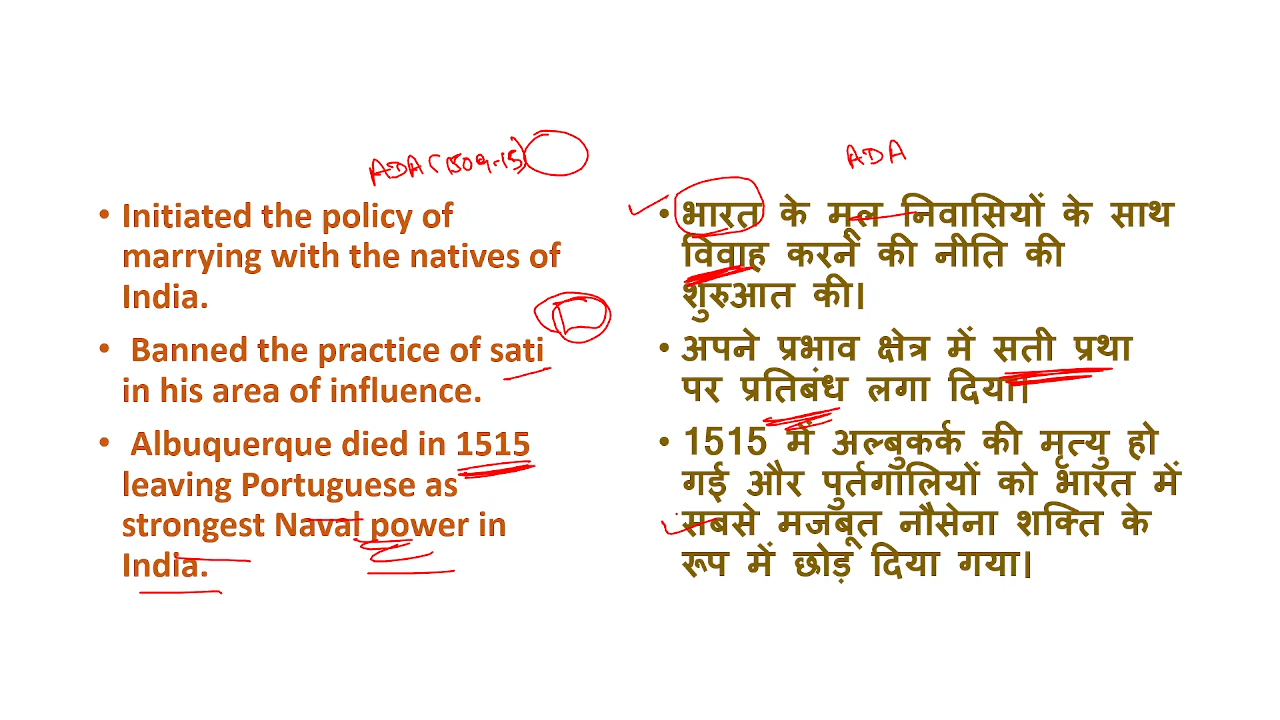 ADA (1509-15)
• Initiated the policy of
marrying with the natives of
India.
• Banned the practice of sati
in his area of influence.
• Albuquerque died in 1515
leaving Portuguese as
strongest Naval power in
India.
ADA
• भारत के मूल निवासियों के साथ
विवाह करने की नीति की
शुरुआत की।
• अपने प्रभाव क्षेत्र में सती प्रथा
पर प्रतिबंध लगा दिया।
• 1515 में अल्बुकर्क की मृत्यु हो
गई और पुर्तगालियों को भारत में
सबसे मजबूत नौसेना शक्ति के
रूप में छोड़ दिया गया।